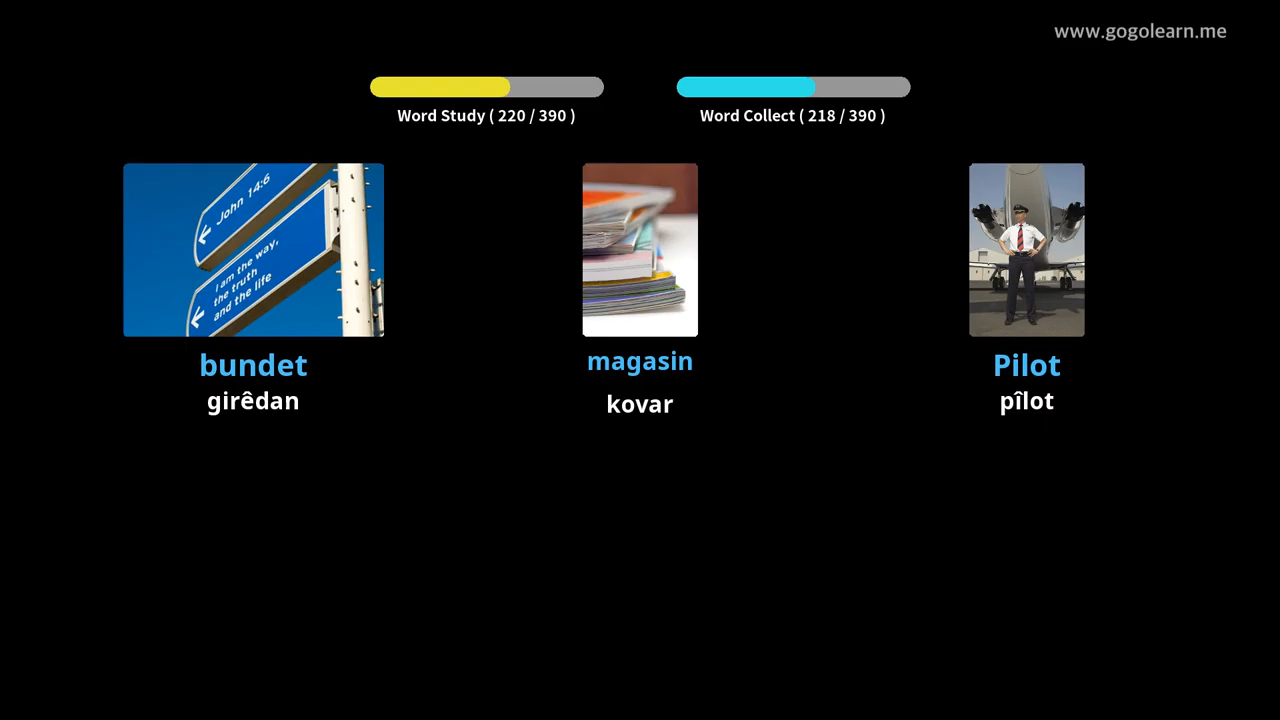 www.gogolearn.me
Word Study ( 220 / 390 )
Word Collect ( 218 / 390 )
John 14:6
I am the way,
the truth
and the life
bundet
girêdan
magasin
kovar
Pilot
pîlot